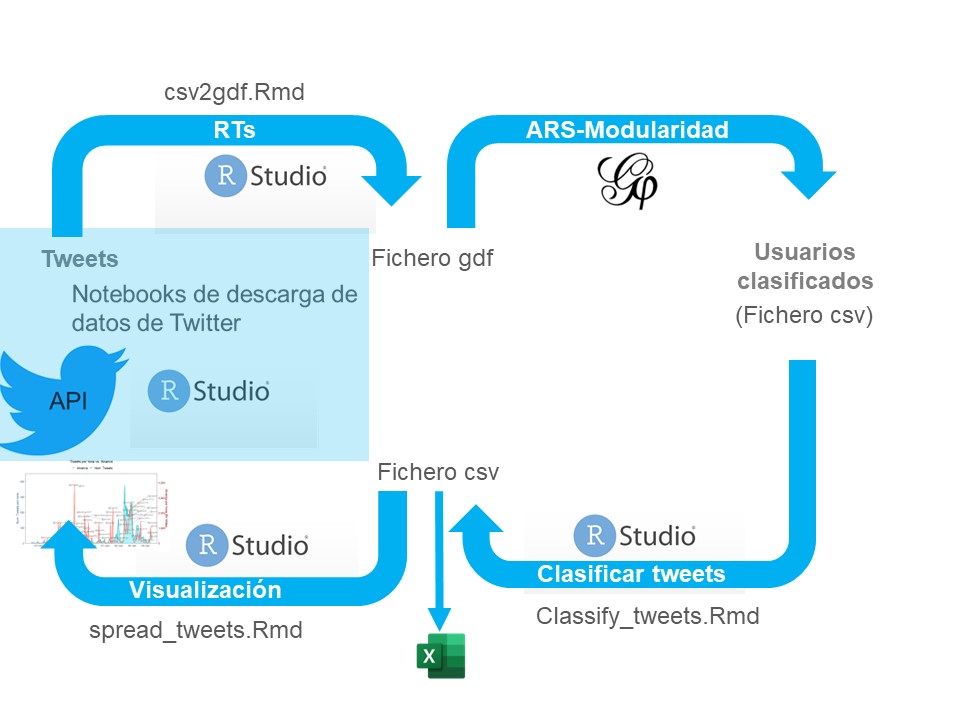 csv2gdf.Rmd
RTs
ARS-Modularidad
R Studio
Tweets
Fichero gdf
Usuarios
clasificados
(Fichero csv)
Notebooks de descarga de
datos de Twitter
API
R Studio
Fichero csv
R Studio
R Studio
Visualización
Clasificar tweets
spread_tweets.Rmd
Classify_tweets.Rmd
X